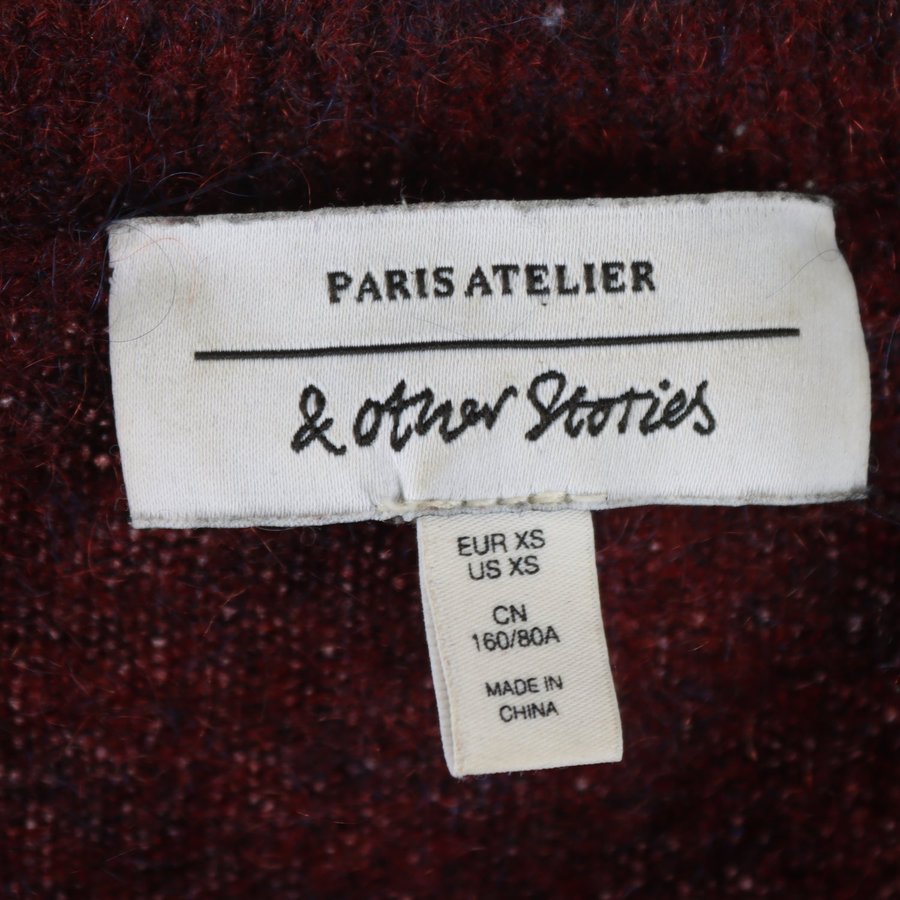 PARIS ATELIER
& other Stories
EUR XS
US XS
CN
160/80A
MADE IN
CHINA